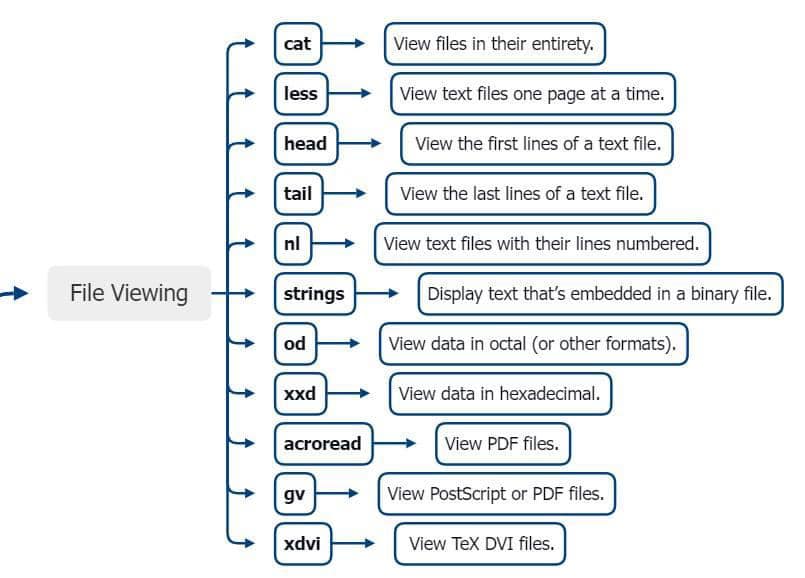 File Viewing
cat
View files in their entirety.
less
View text files one page at a time.
head
View the first lines of a text file.
tail
View the last lines of a text file.
nl
View text files with their lines numbered.
strings
Display text that’s embedded in a binary file.
od
View data in octal (or other formats).
xxd
View data in hexadecimal.
acroread
View PDF files.
gv
View PostScript or PDF files.
xdvi
View TeX DVI files.